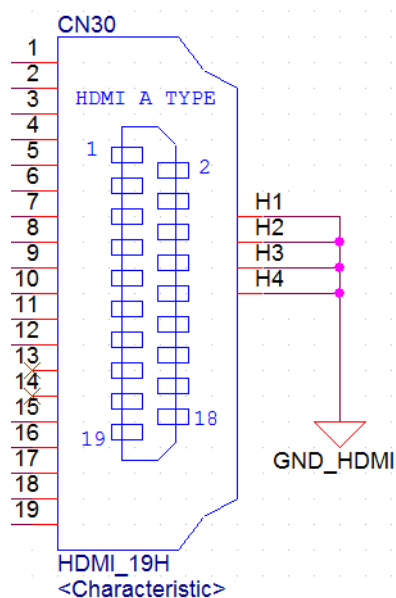 CN30
1
2
3
4
5
6
7
8
9
10
11
12
13
14
15
16
17
18
19
HDMI A TYPE
1
2
19
18
H1
H2
H3
H4
GND_HDMI
HDMI_19H
<Characteristic>